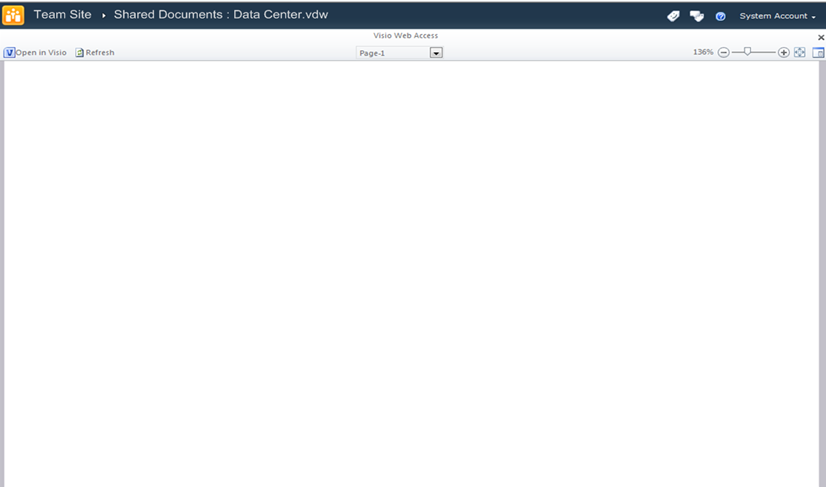 Team Site ▸ Shared Documents : Data Center.vdw
System Account
Visio Web Access
Open in Visio
Refresh
Page-1
136%